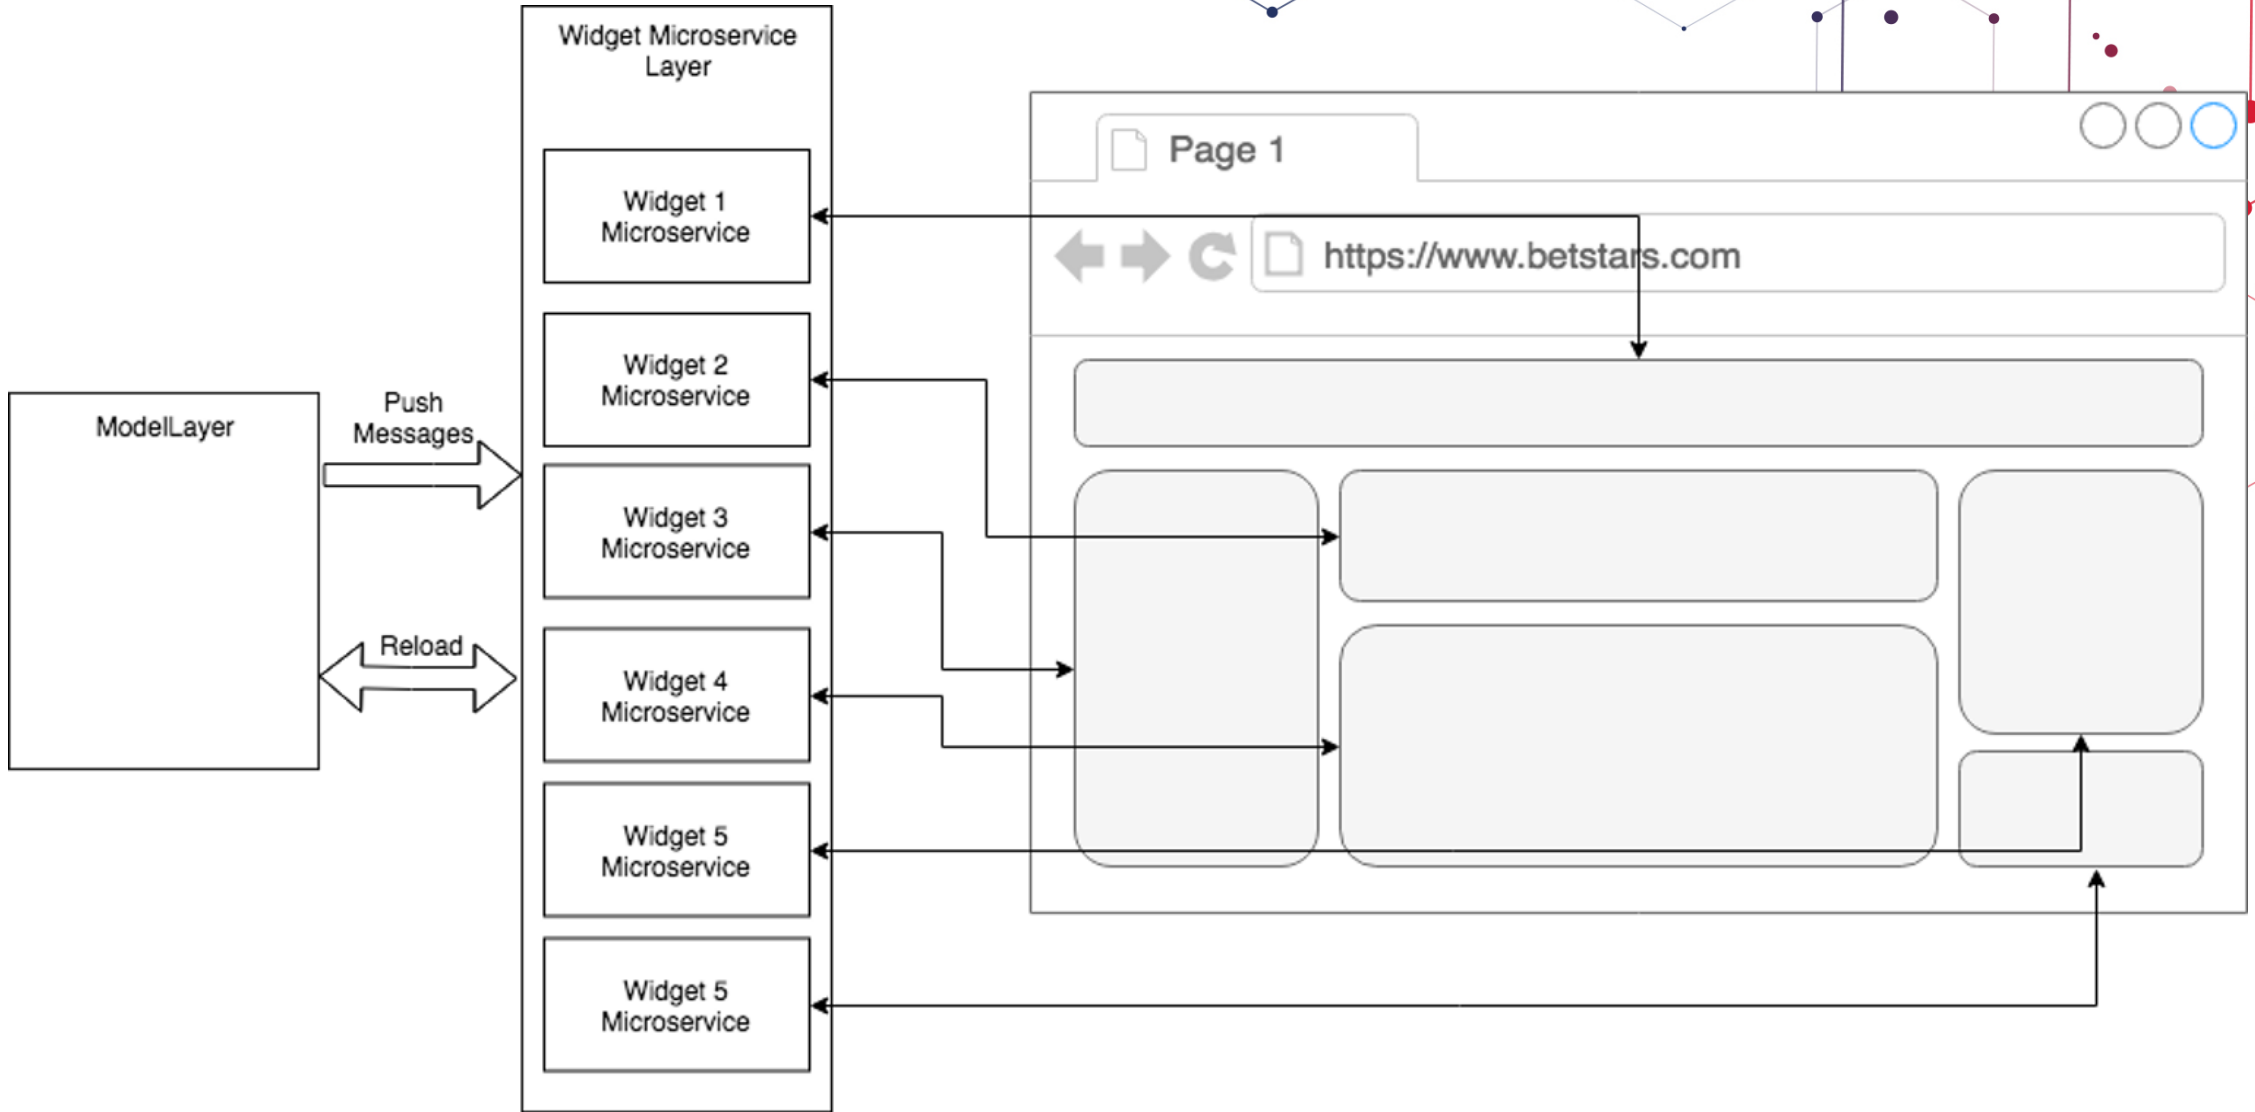 Widget Microservice
Layer
Widget 1
Microservice
Widget 2
Microservice
Widget 3
Microservice
Widget 4
Microservice
Widget 5
Microservice
Widget 5
Microservice
ModelLayer
Push
Messages
Reload
Page 1
https://www.betstars.com